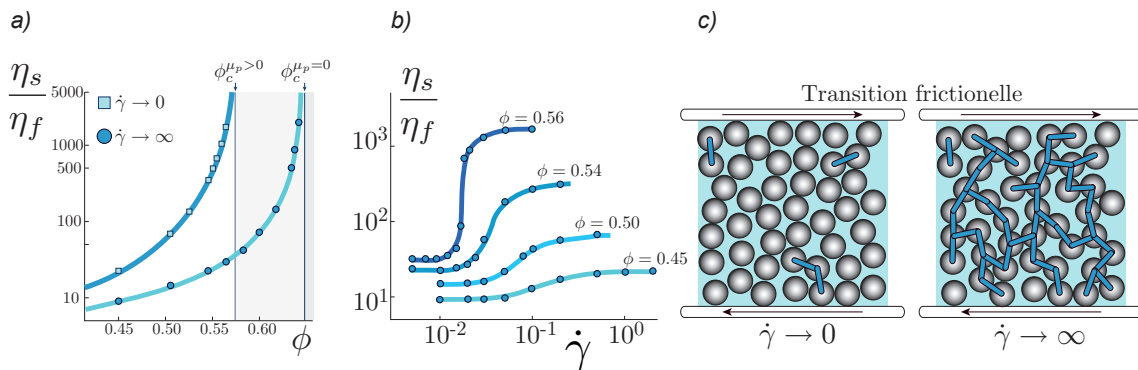 a)
η_s/η_f
ϕ_c^{μ_p>0}
ϕ_c^{μ_p=0}
5000
1000
500
100
10
γ̇ → 0
γ̇ → ∞
0.45
0.50
0.55
0.60
ϕ
b)
η_s/η_f
10^3
10^2
10^1
ϕ = 0.56
ϕ = 0.54
ϕ = 0.50
ϕ = 0.45
10^{-2}
γ̇
10^{-1}
10^0
c)
Transition frictionelle
γ̇ → 0
γ̇ → ∞